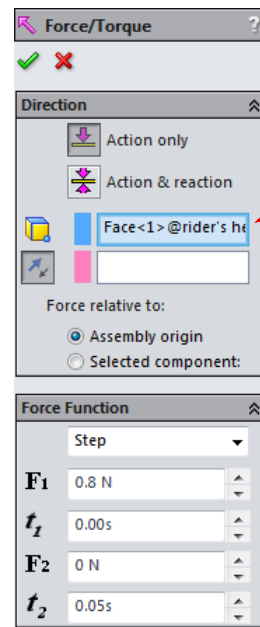 Force/Torque ?
Direction
Action only
Action & reaction
Face<1>@rider's he
Force relative to:
Assembly origin
Selected component:
Force Function
Step
F1 0.8 N
t1 0.00s
F2 0 N
t2 0.05s